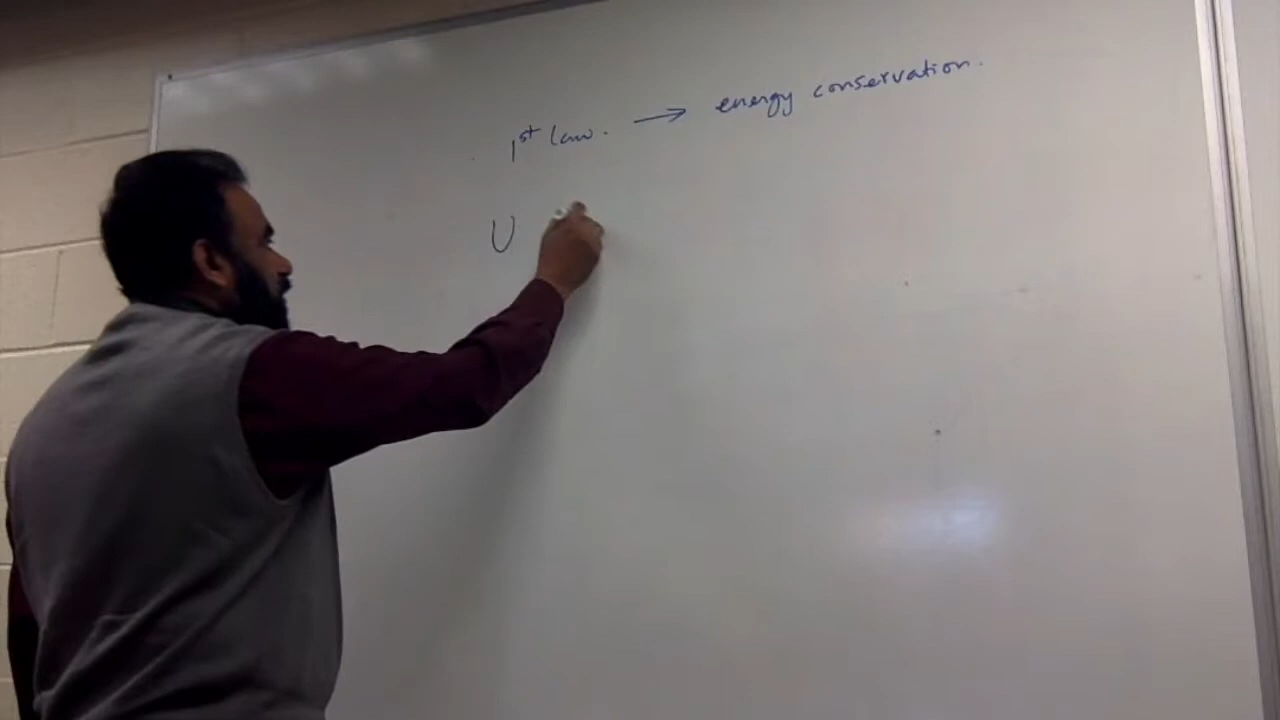 1st law. → energy conservation.
U